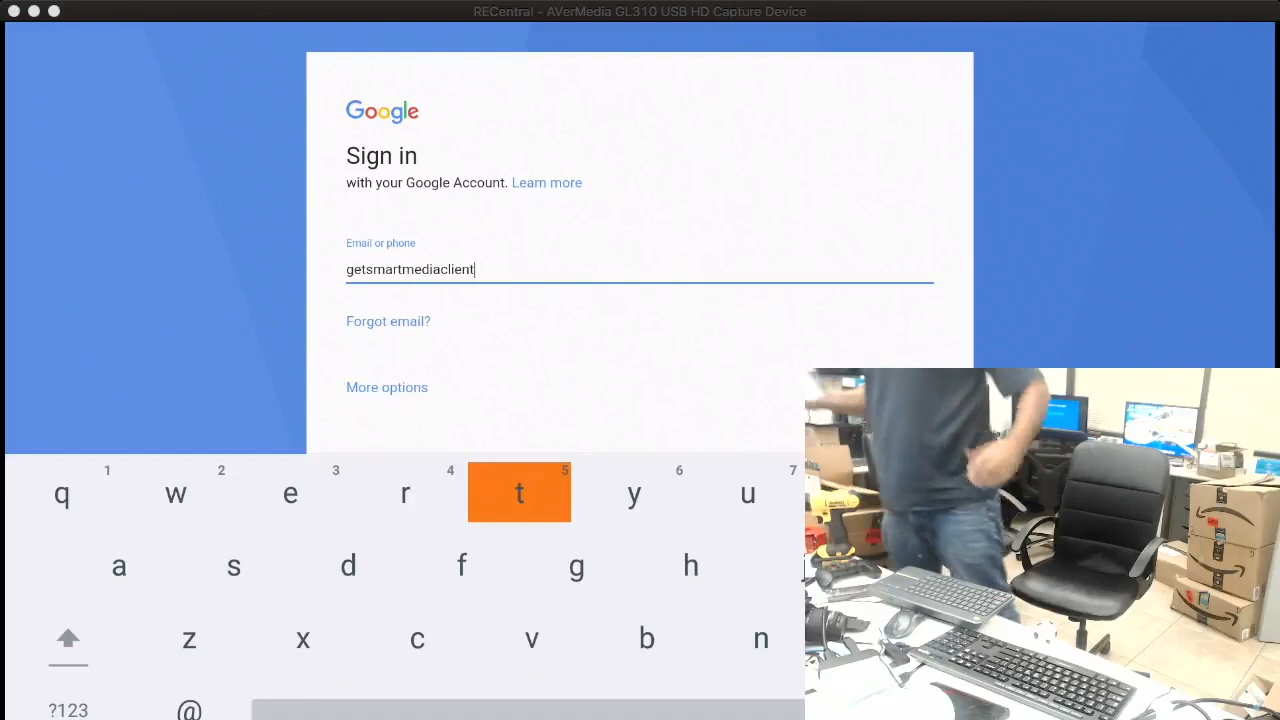 RECentral - AVerMedia GL310 USB HD Capture Device
Google
Sign in
with your Google Account. Learn more
Email or phone
getsmartmediaclient
Forgot email?
More options
1 2 3 4 5 6 7
q w e r t y u
a s d f g h
z x c v b n
?123 @